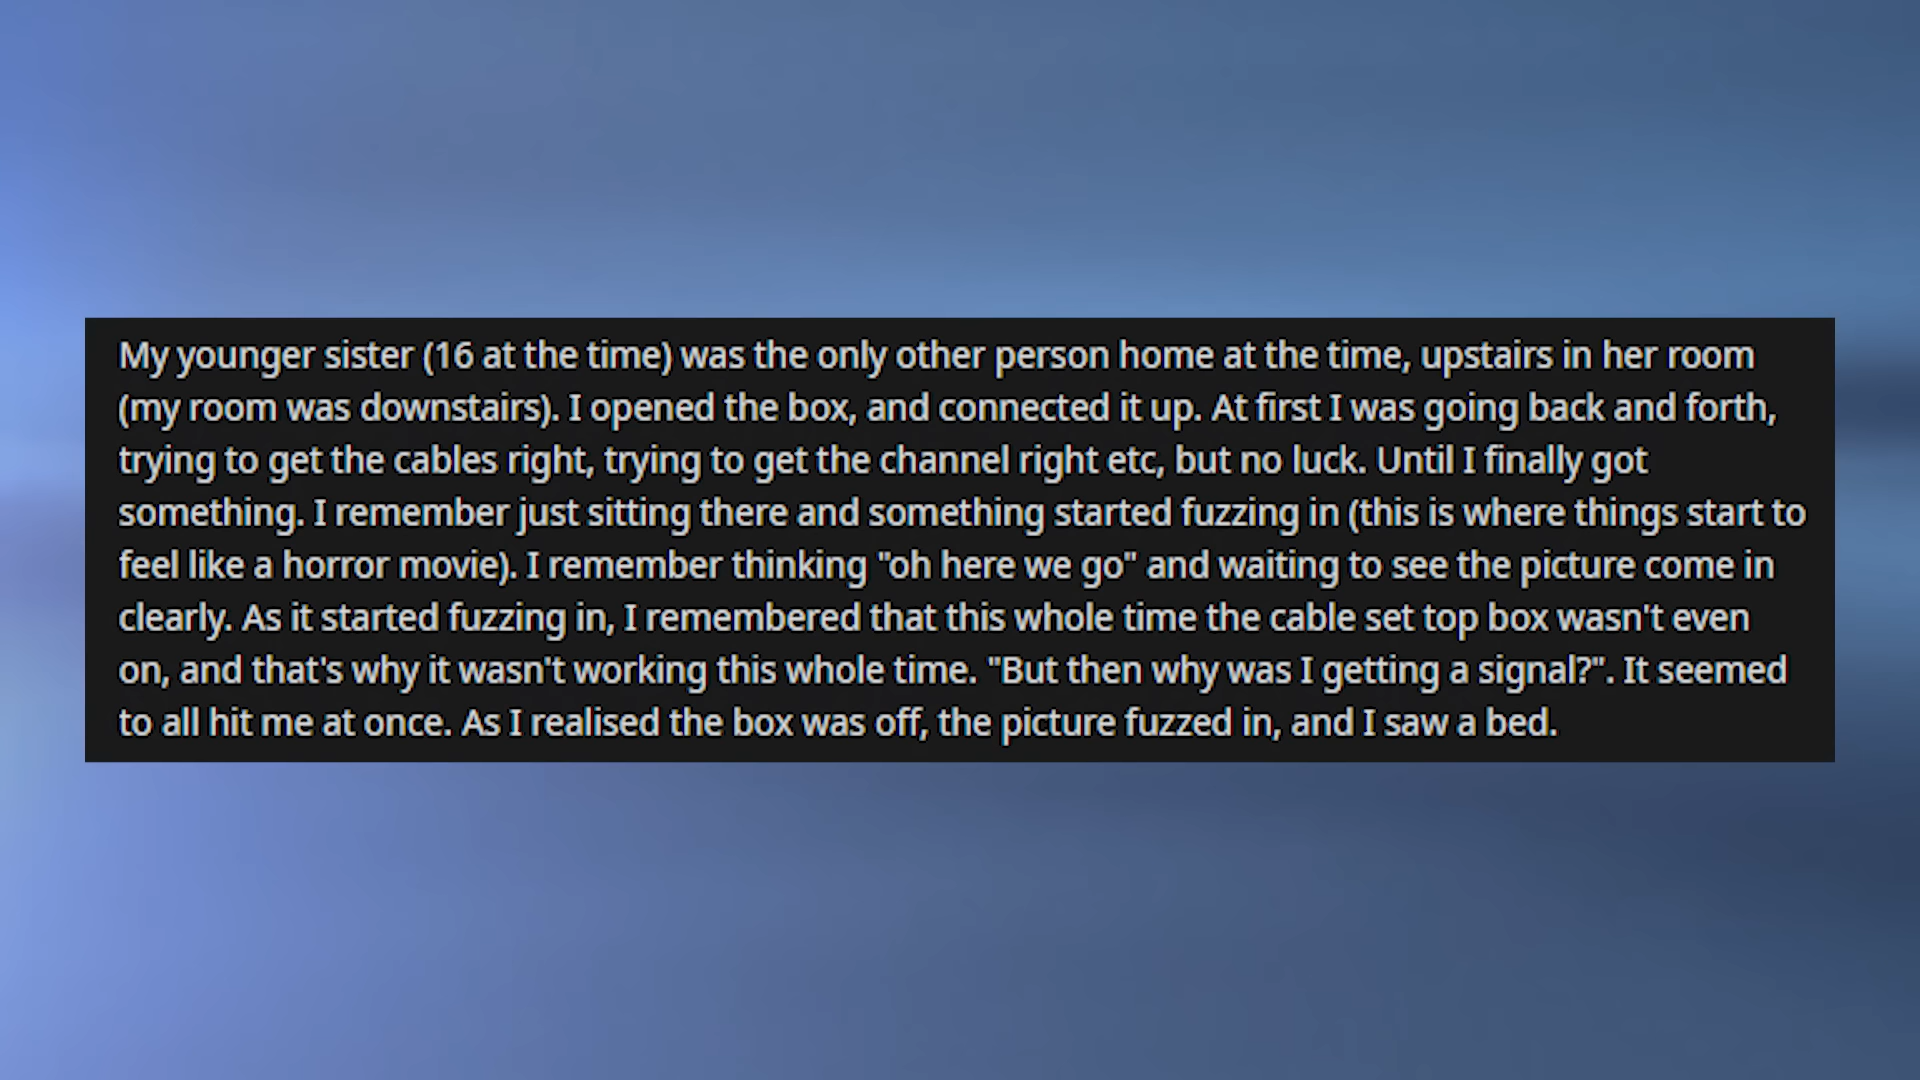 My younger sister (16 at the time) was the only other person home at the time, upstairs in her room
(my room was downstairs). I opened the box, and connected it up. At first I was going back and forth,
trying to get the cables right, trying to get the channel right etc, but no luck. Until I finally got
something. I remember just sitting there and something started fuzzing in (this is where things start to
feel like a horror movie). I remember thinking "oh here we go" and waiting to see the picture come in
clearly. As it started fuzzing in, I remembered that this whole time the cable set top box wasn't even
on, and that's why it wasn't working this whole time. "But then why was I getting a signal?". It seemed
to all hit me at once. As I realised the box was off, the picture fuzzed in, and I saw a bed.